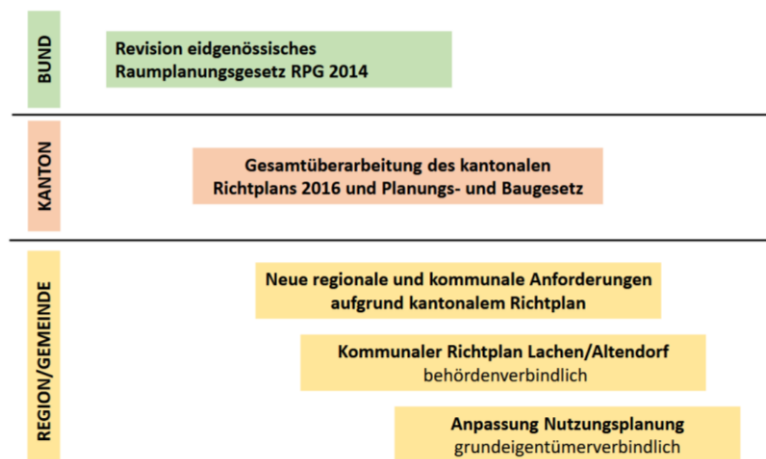 BUND
Revision eidgenössisches
Raumplanungsgesetz RPG 2014
KANTON
Gesamtüberarbeitung des kantonalen
Richtplans 2016 und Planungs- und Baugesetz
REGION/GEMEINDE
Neue regionale und kommunale Anforderungen
aufgrund kantonalem Richtplan
Kommunaler Richtplan Lachen/Altendorf
behördenverbindlich
Anpassung Nutzungsplanung
grundeigentümerverbindlich